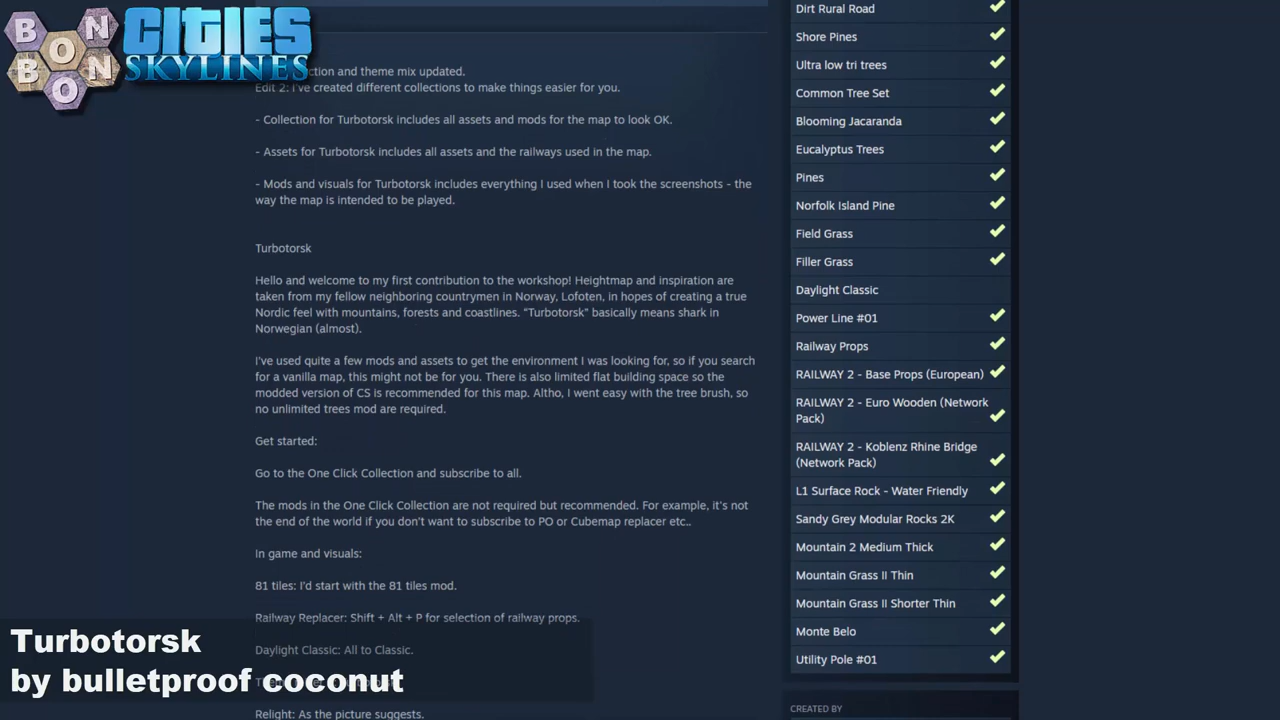 BON
BON
CITIES
SKYLINES
ction and theme mix updated.
Edit 2: I've created different collections to make things easier for you.
- Collection for Turbotorsk includes all assets and mods for the map to look OK.
- Assets for Turbotorsk includes all assets and the railways used in the map.
- Mods and visuals for Turbotorsk includes everything I used when I took the screenshots - the
way the map is intended to be played.
Turbotorsk
Hello and welcome to my first contribution to the workshop! Heightmap and inspiration are
taken from my fellow neighboring countrymen in Norway, Lofoten, in hopes of creating a true
Nordic feel with mountains, forests and coastlines. "Turbotorsk" basically means shark in
Norwegian (almost).
I've used quite a few mods and assets to get the environment I was looking for, so if you search
for a vanilla map, this might not be for you. There is also limited flat building space so the
modded version of CS is recommended for this map. Altho, I went easy with the tree brush, so
no unlimited trees mod are required.
Get started:
Go to the One Click Collection and subscribe to all.
The mods in the One Click Collection are not required but recommended. For example, it's not
the end of the world if you don't want to subscribe to PO or Cubemap replacer etc..
In game and visuals:
81 tiles: I'd start with the 81 tiles mod.
Railway Replacer: Shift + Alt + P for selection of railway props.
Daylight Classic: All to Classic.
Relight: As the picture suggests.
Turbotorsk
by bulletproof coconut
Dirt Rural Road
Shore Pines
Ultra low tri trees
Common Tree Set
Blooming Jacaranda
Eucalyptus Trees
Pines
Norfolk Island Pine
Field Grass
Filler Grass
Daylight Classic
Power Line #01
Railway Props
RAILWAY 2 - Base Props (European)
RAILWAY 2 - Euro Wooden (Network
Pack)
RAILWAY 2 - Koblenz Rhine Bridge
(Network Pack)
L1 Surface Rock - Water Friendly
Sandy Grey Modular Rocks 2K
Mountain 2 Medium Thick
Mountain Grass II Thin
Mountain Grass II Shorter Thin
Monte Belo
Utility Pole #01
CREATED BY